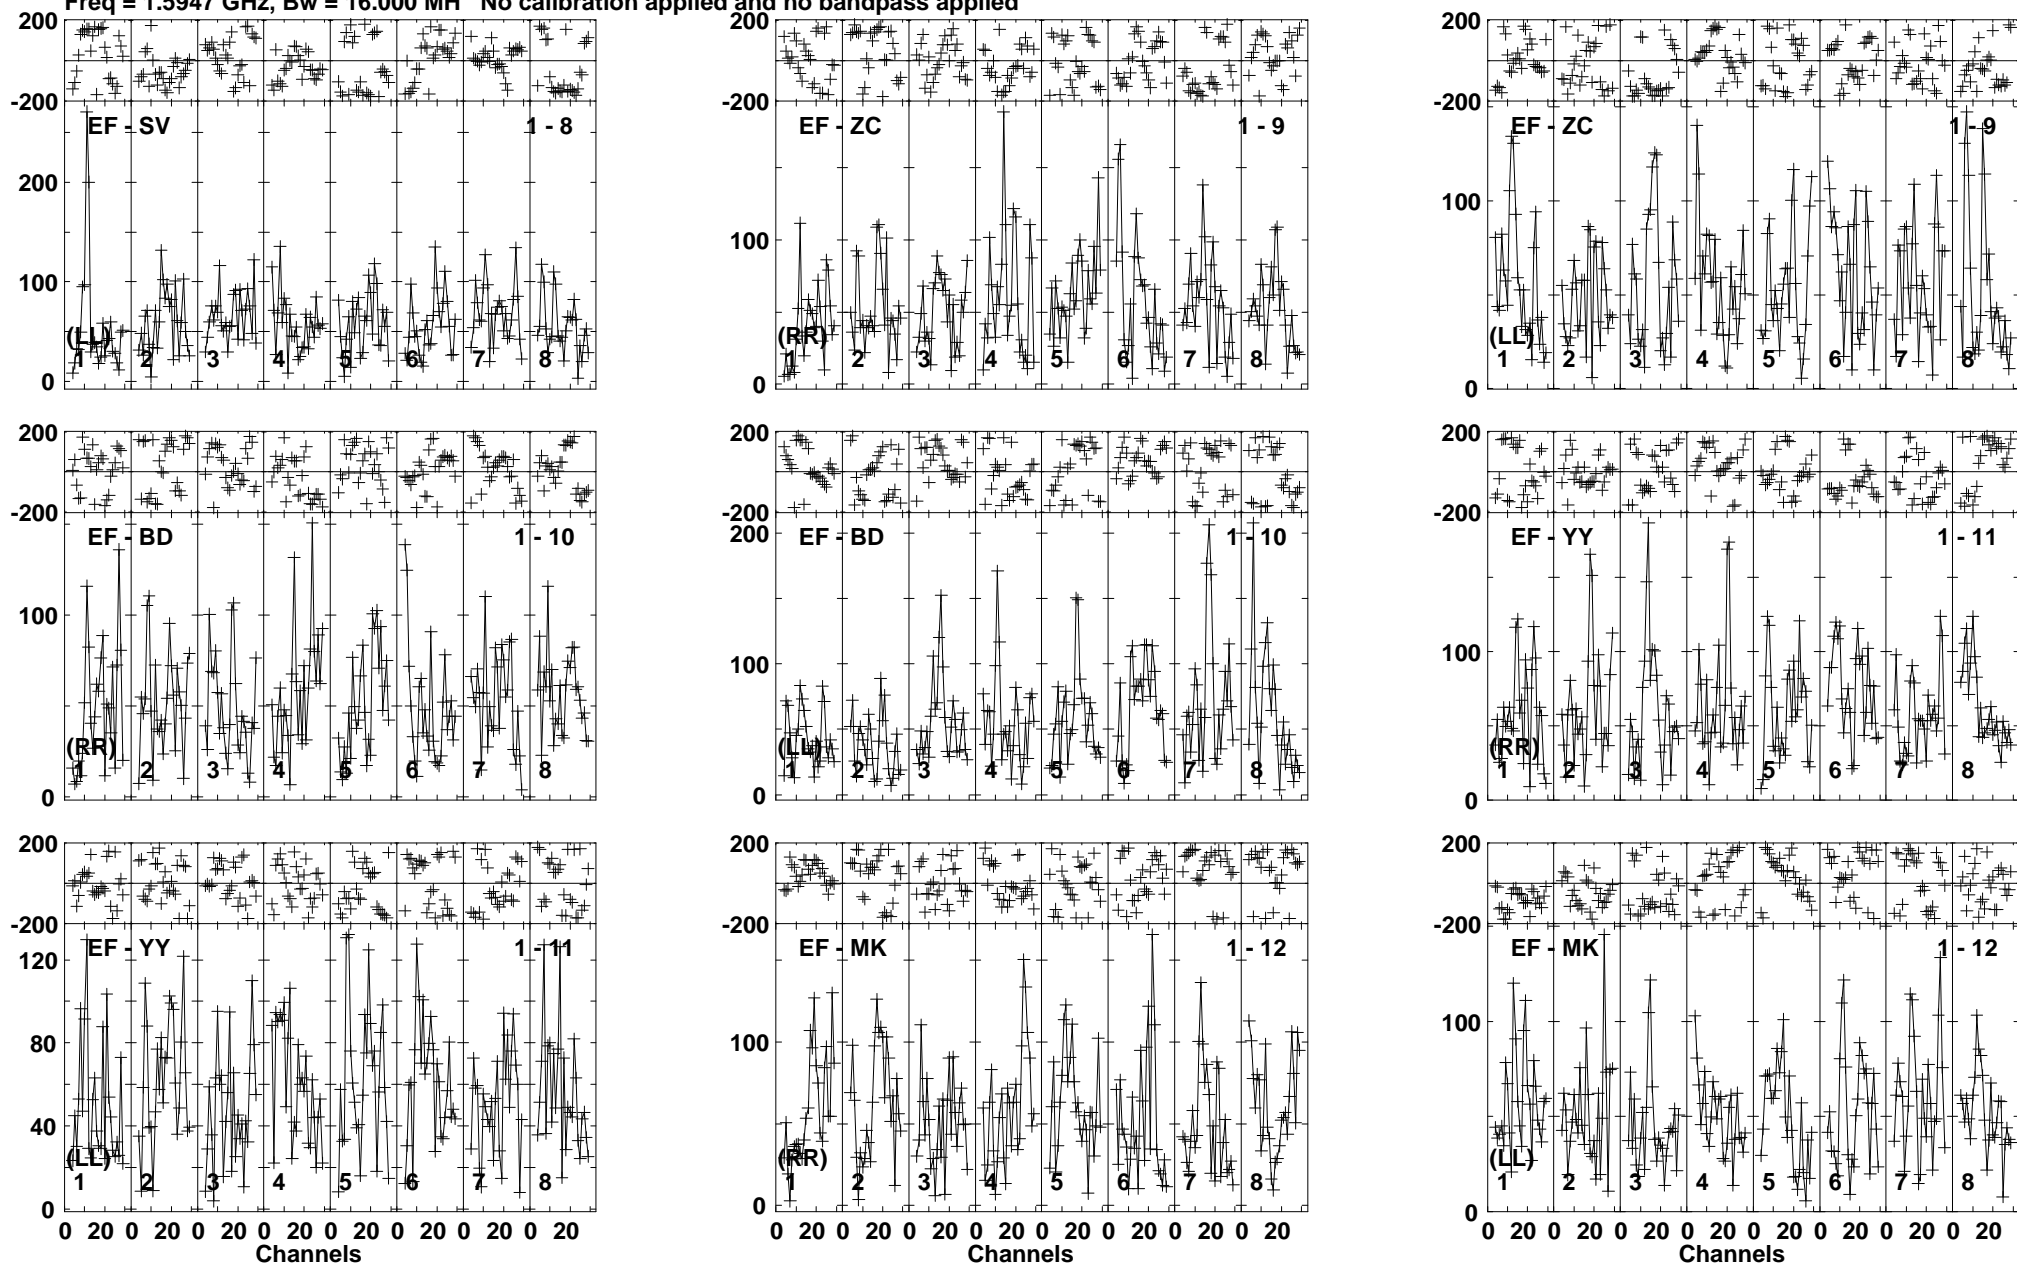 Freq = 1.5947 GHz, Bw = 16.000 MH No calibration applied and no bandpass applied
200
-200
EF - SV
1 - 8
200
100
0
(LL)
1 2 3 4 5 6 7 8
200
-200
EF - ZC
1 - 9
100
0
(RR)
1 2 3 4 5 6 7 8
200
-200
EF - ZC
1 - 9
100
0
(LL)
1 2 3 4 5 6 7 8
200
-200
EF - BD
1 - 10
100
0
(RR)
1 2 3 4 5 6 7 8
200
-200
EF - BD
1 - 10
200
100
0
(LL)
1 2 3 4 5 6 7 8
200
-200
EF - YY
1 - 11
100
0
(RR)
1 2 3 4 5 6 7 8
200
-200
EF - YY
1 - 11
120
80
40
0
(LL)
1 2 3 4 5 6 7 8
0 20 0 20 0 20 0 20 0 20 0 20 0 20 0 20
Channels
200
-200
EF - MK
1 - 12
100
0
(RR)
1 2 3 4 5 6 7 8
0 20 0 20 0 20 0 20 0 20 0 20 0 20 0 20
Channels
200
-200
EF - MK
1 - 12
100
0
(LL)
1 2 3 4 5 6 7 8
0 20 0 20 0 20 0 20 0 20 0 20 0 20 0 20
Channels